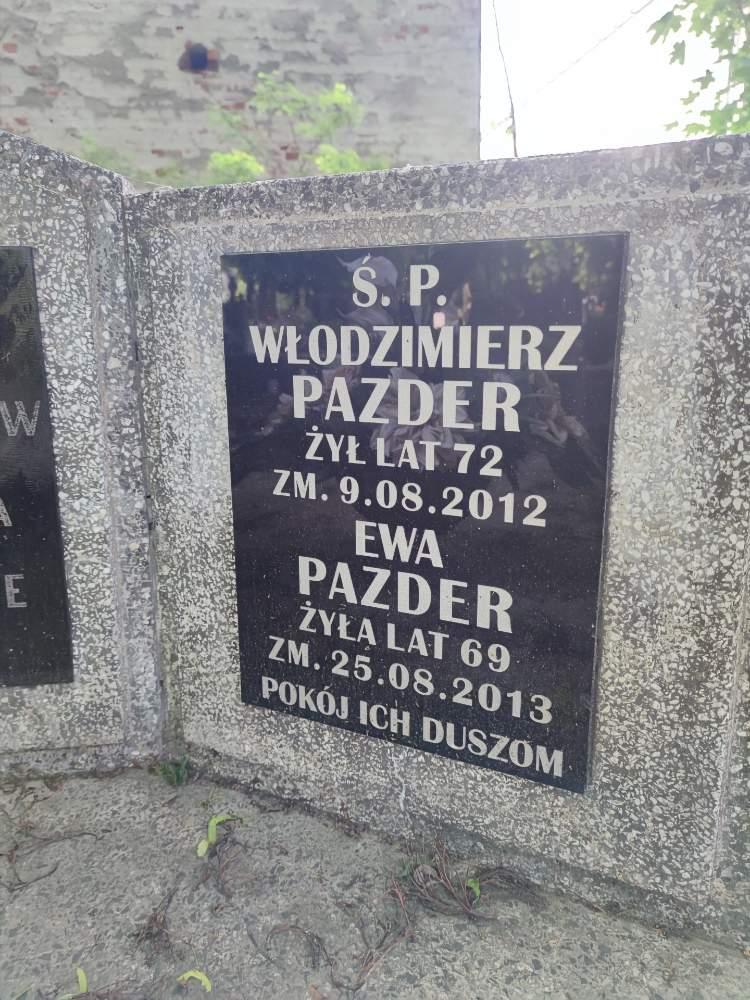 Ś. P.
WŁODZIMIERZ
PAZDER
ŻYŁ LAT 72
ZM. 9.08.2012
EWA
PAZDER
ŻYŁA LAT 69
ZM. 25.08.2013
POKÓJ ICH DUSZOM